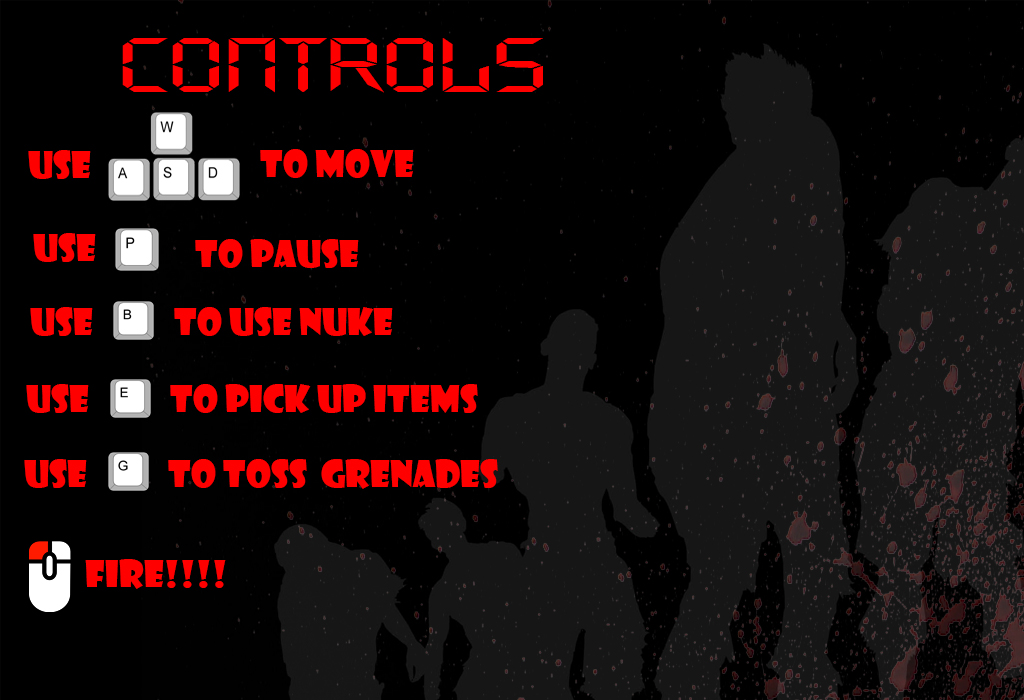 CONTROLS
W
USE A S D TO MOVE
USE P TO PAUSE
USE B TO USE NUKE
USE E TO PICK UP ITEMS
USE G TO TOSS GRENADES
FIRE!!!!